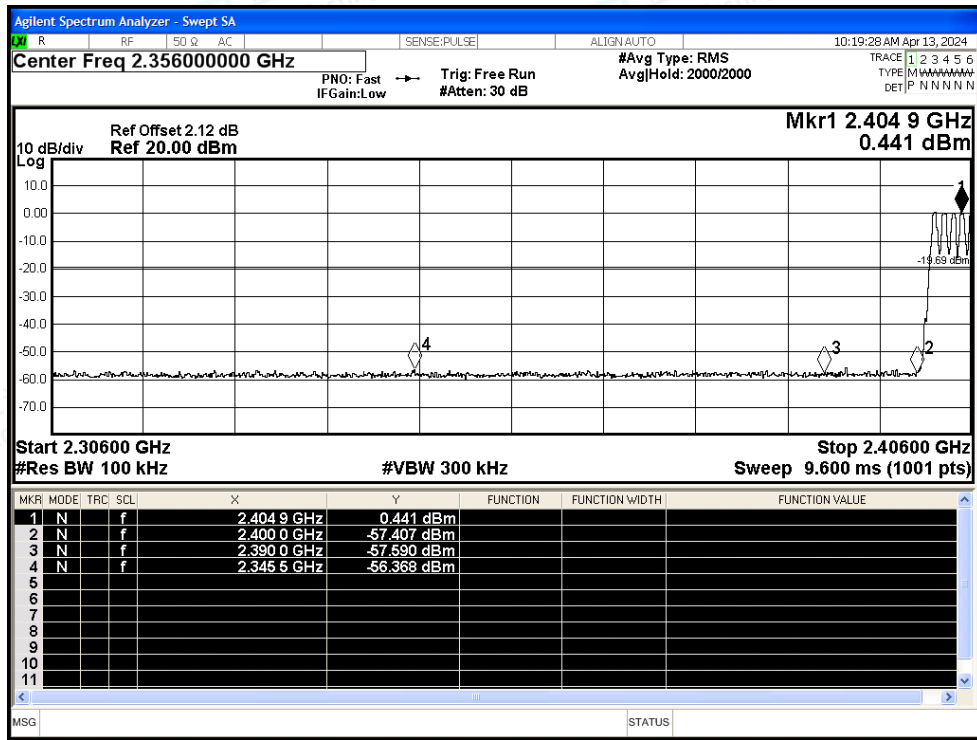 Agilent Spectrum Analyzer - Swept SA
LXI R RF 50 Ω AC SENSE:PULSE ALIGN AUTO 10:19:28 AM Apr 13, 2024
Center Freq 2.356000000 GHz #Avg Type: RMS TRACE 1 2 3 4 5 6
PNO: Fast Trig: Free Run Avg|Hold: 2000/2000 TYPE M WWWWW
IFGain:Low #Atten: 30 dB DET P N N N N N
Mkr1 2.404 9 GHz
Ref Offset 2.12 dB
10 dB/div Ref 20.00 dBm 0.441 dBm
Log
10.0
1
0.00
-10.0
-19.69 dBm
-20.0
-30.0
-40.0
-50.0
4 3 2
-60.0
-70.0
Start 2.30600 GHz Stop 2.40600 GHz
#Res BW 100 kHz #VBW 300 kHz Sweep 9.600 ms (1001 pts)
MKR MODE TRC SCL X Y FUNCTION FUNCTION WIDTH FUNCTION VALUE
1 N f 2.404 9 GHz 0.441 dBm
2 N f 2.400 0 GHz -57.407 dBm
3 N f 2.390 0 GHz -57.590 dBm
4 N f 2.345 5 GHz -56.368 dBm
5
6
7
8
9
10
11
MSG STATUS